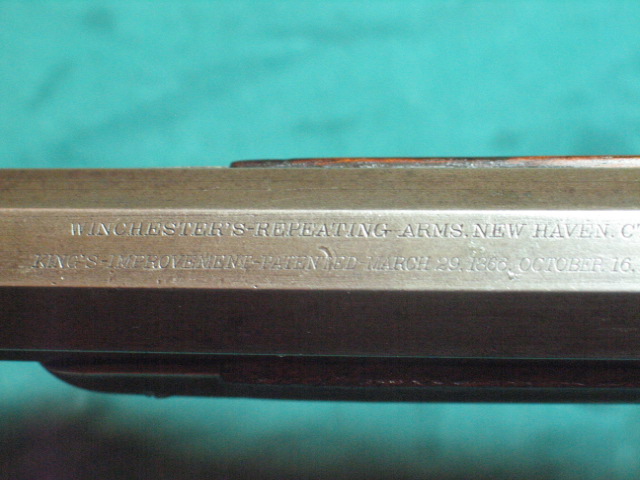 WINCHESTER'S-REPEATING-ARMS. NEW HAVEN. CT
KING'S-IMPROVEMENT-PATENTED-MARCH 29. 1866. OCTOBER 16.